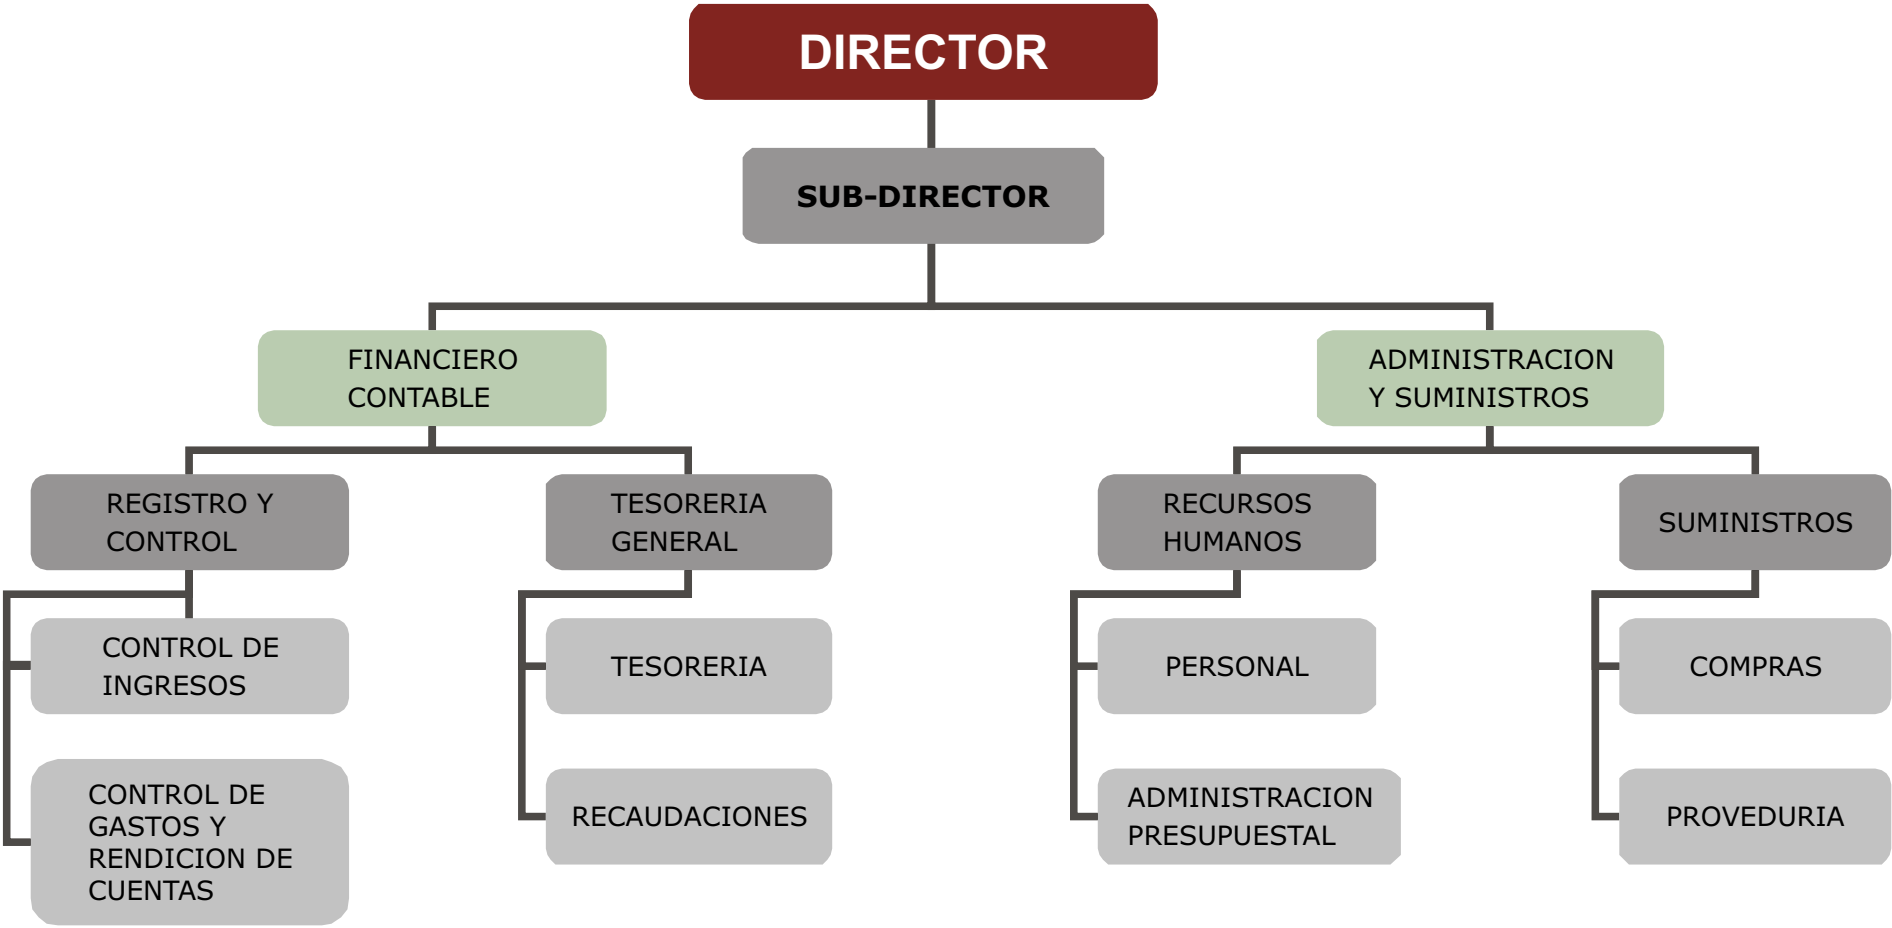 DIRECTOR
SUB-DIRECTOR
FINANCIERO
CONTABLE
ADMINISTRACION
Y SUMINISTROS
REGISTRO Y
CONTROL
TESORERIA
GENERAL
RECURSOS
HUMANOS
SUMINISTROS
CONTROL DE
INGRESOS
TESORERIA
PERSONAL
COMPRAS
CONTROL DE
GASTOS Y
RENDICION DE
CUENTAS
RECAUDACIONES
ADMINISTRACION
PRESUPUESTAL
PROVEDURIA